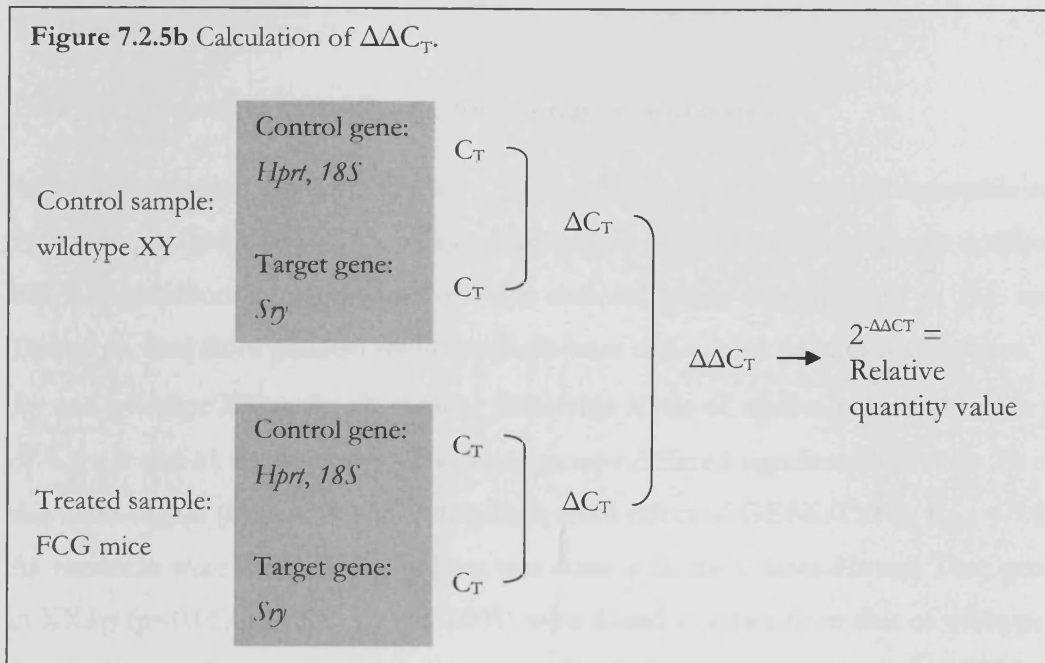 Figure 7.2.5b Calculation of ΔΔC_T.
Control sample:
wildtype XY
Control gene:
Hprt, 18S
Target gene:
Sry
C_T
C_T
ΔC_T
Treated sample:
FCG mice
Control gene:
Hprt, 18S
Target gene:
Sry
C_T
C_T
ΔC_T
ΔΔC_T
2^-ΔΔCT =
Relative
quantity value